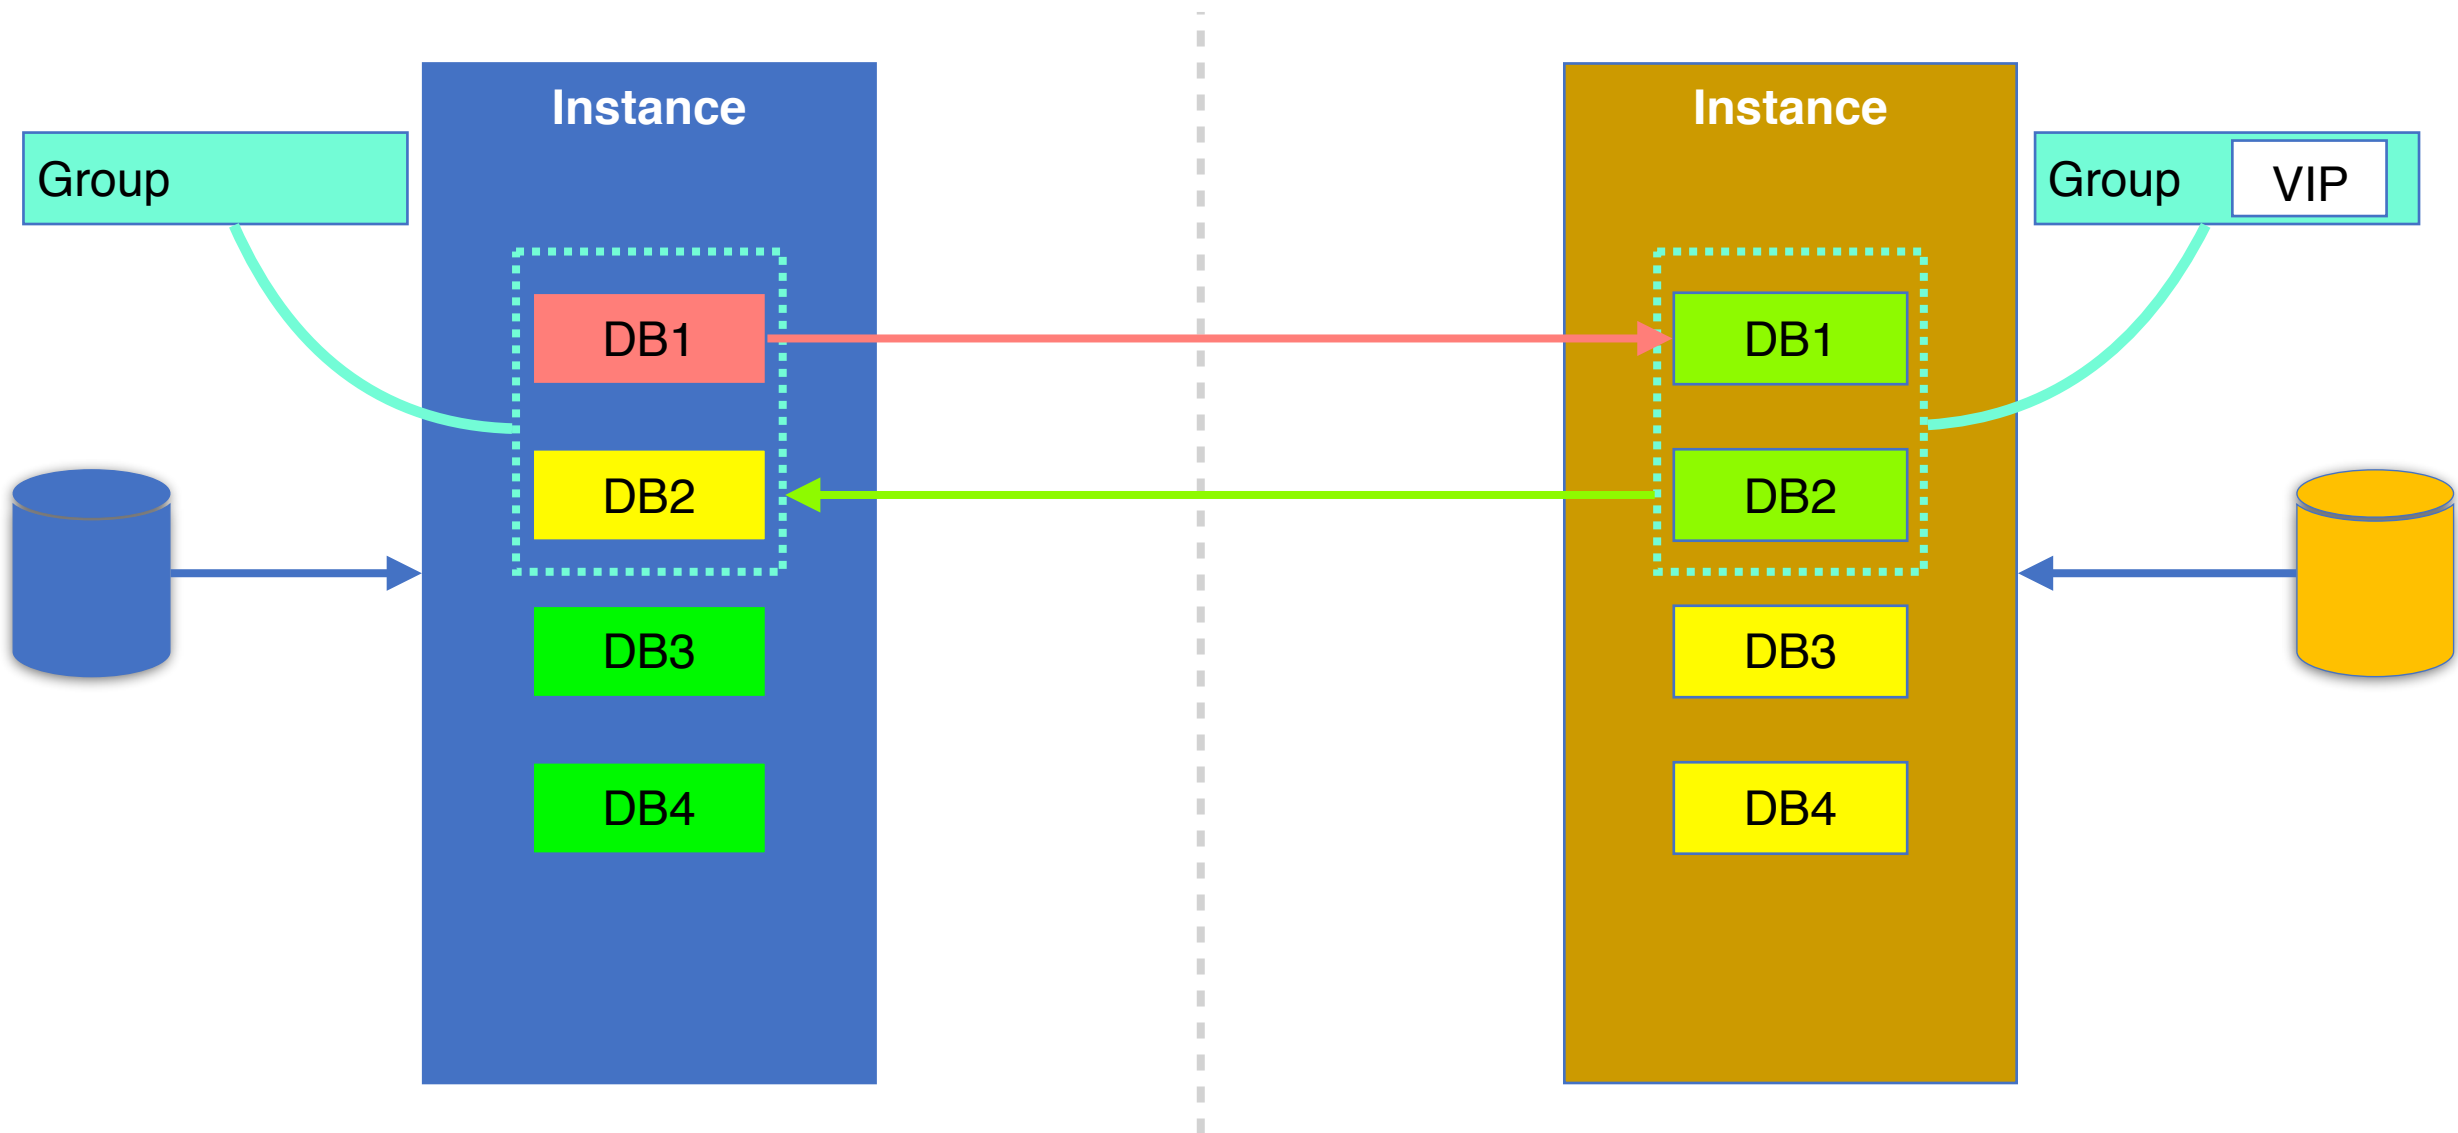 Instance
Group
DB1
DB2
DB3
DB4
Instance
Group
VIP
DB1
DB2
DB3
DB4